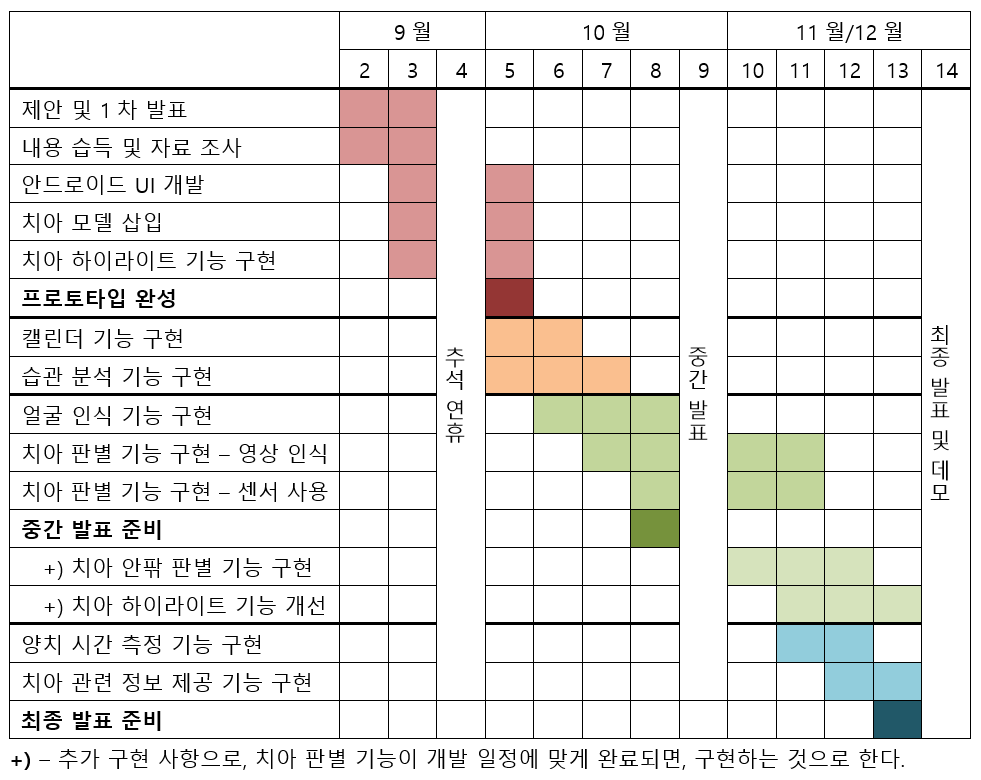 9 월 10 월 11 월/12 월
2 3 4 5 6 7 8 9 10 11 12 13 14
제안 및 1 차 발표
내용 습득 및 자료 조사
안드로이드 UI 개발
치아 모델 삽입
치아 하이라이트 기능 구현
프로토타입 완성
캘린더 기능 구현
습관 분석 기능 구현
얼굴 인식 기능 구현
치아 판별 기능 구현 – 영상 인식
치아 판별 기능 구현 – 센서 사용
중간 발표 준비
+) 치아 안팎 판별 기능 구현
+) 치아 하이라이트 기능 개선
양치 시간 측정 기능 구현
치아 관련 정보 제공 기능 구현
최종 발표 준비
추석 연휴
중간 발표
최종 발표 및 데모
+) – 추가 구현 사항으로, 치아 판별 기능이 개발 일정에 맞게 완료되면, 구현하는 것으로 한다.